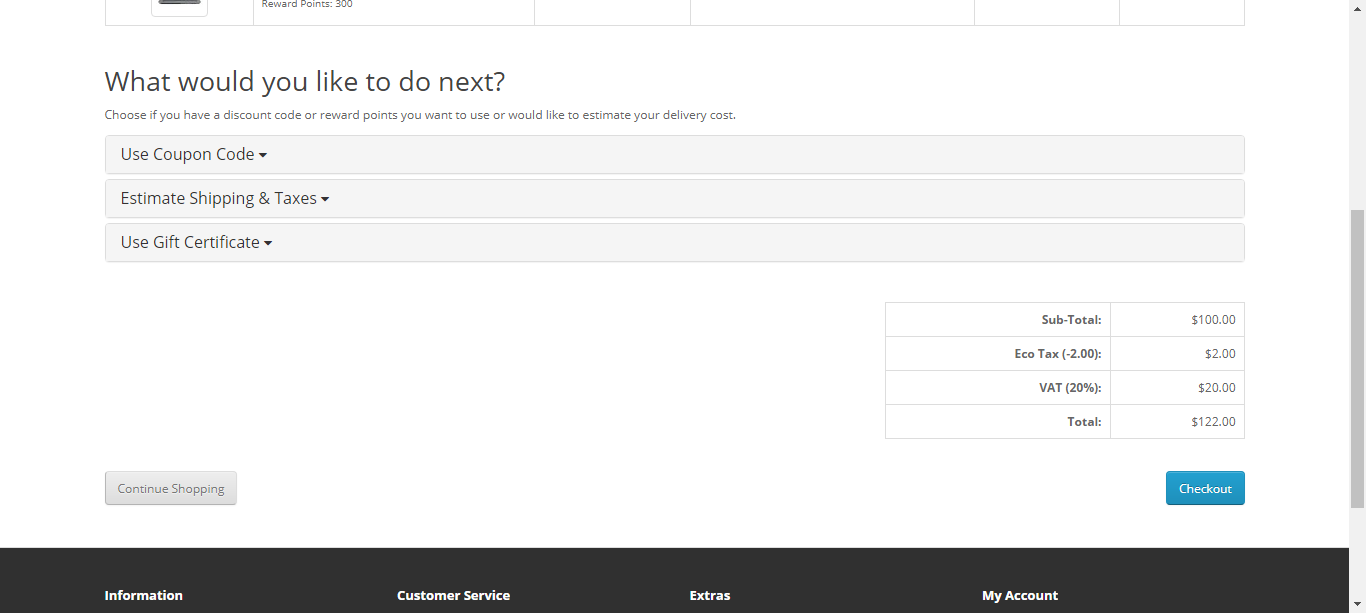 Reward Points: 300
What would you like to do next?
Choose if you have a discount code or reward points you want to use or would like to estimate your delivery cost.
Use Coupon Code
Estimate Shipping & Taxes
Use Gift Certificate
Sub-Total: $100.00
Eco Tax (-2.00): $2.00
VAT (20%): $20.00
Total: $122.00
Continue Shopping Checkout
Information Customer Service Extras My Account